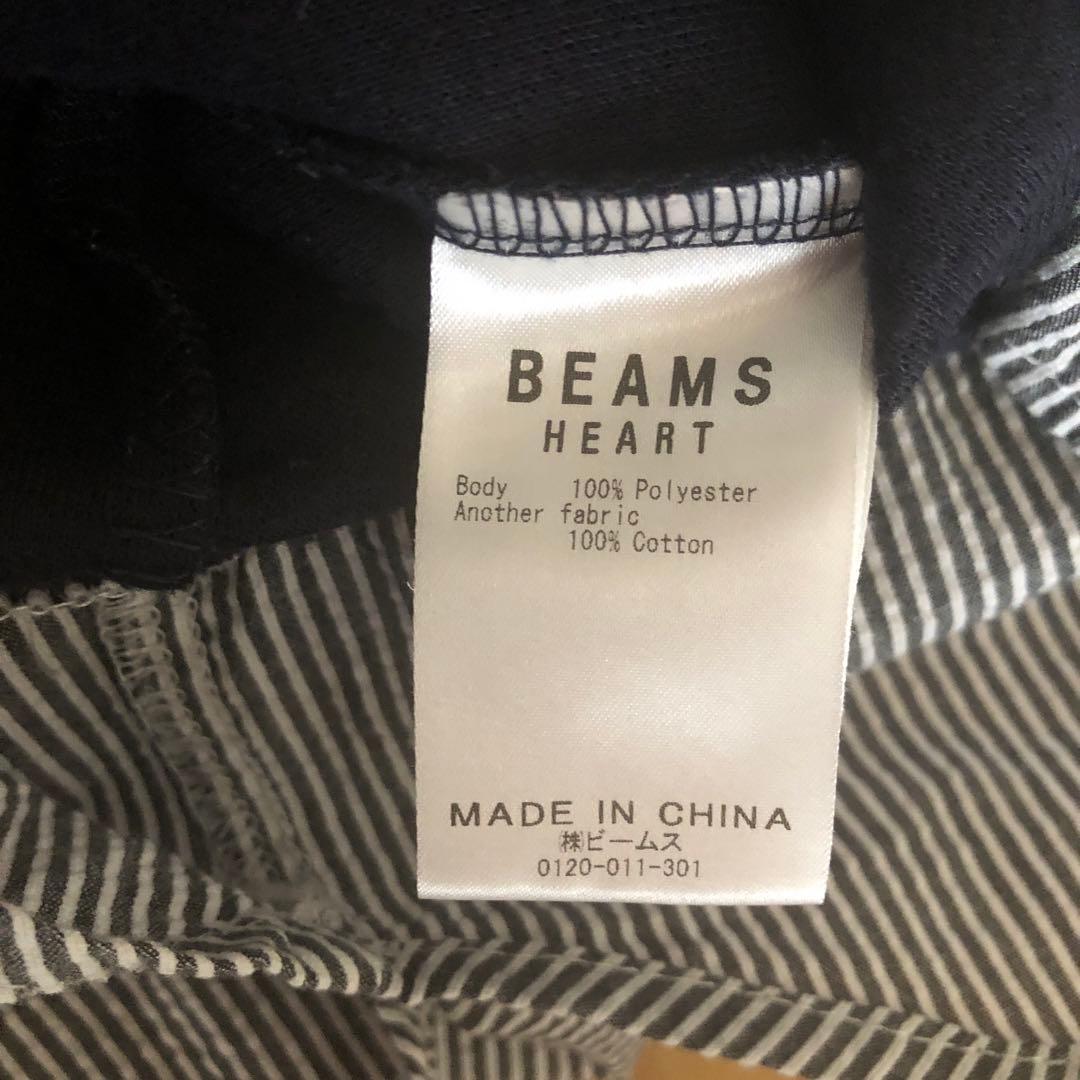 BEAMS
HEART
Body 100% Polyester
Another fabric
100% Cotton
MADE IN CHINA
㈱ビームス
0120-011-301